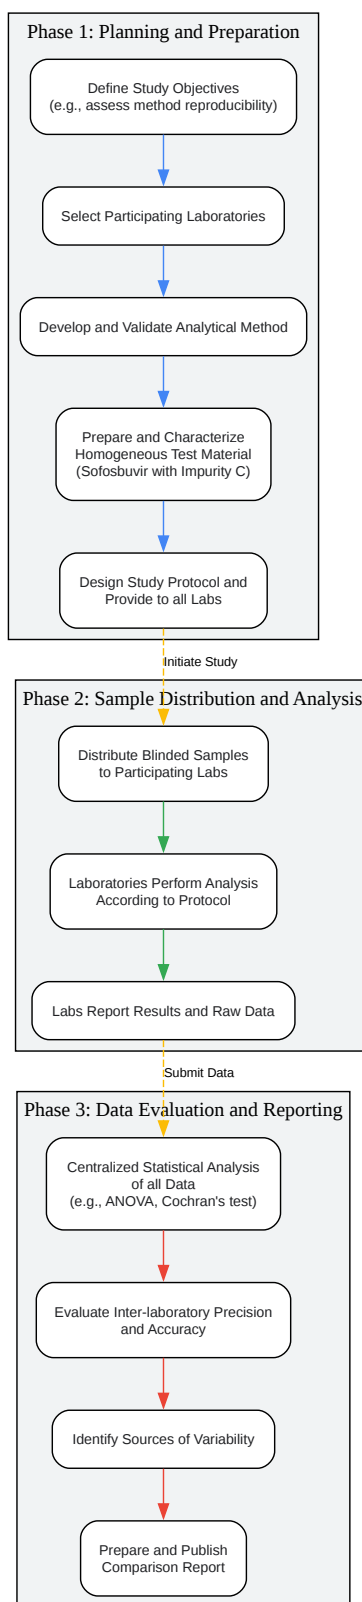 Phase 1: Planning and Preparation
Define Study Objectives
(e.g., assess method reproducibility)
Select Participating Laboratories
Develop and Validate Analytical Method
Prepare and Characterize
Homogeneous Test Material
(Sofosbuvir with Impurity C)
Design Study Protocol and
Provide to all Labs
Initiate Study
Phase 2: Sample Distribution and Analysis
Distribute Blinded Samples
to Participating Labs
Laboratories Perform Analysis
According to Protocol
Labs Report Results and Raw Data
Submit Data
Phase 3: Data Evaluation and Reporting
Centralized Statistical Analysis
of all Data
(e.g., ANOVA, Cochran's test)
Evaluate Inter-laboratory Precision
and Accuracy
Identify Sources of Variability
Prepare and Publish
Comparison Report